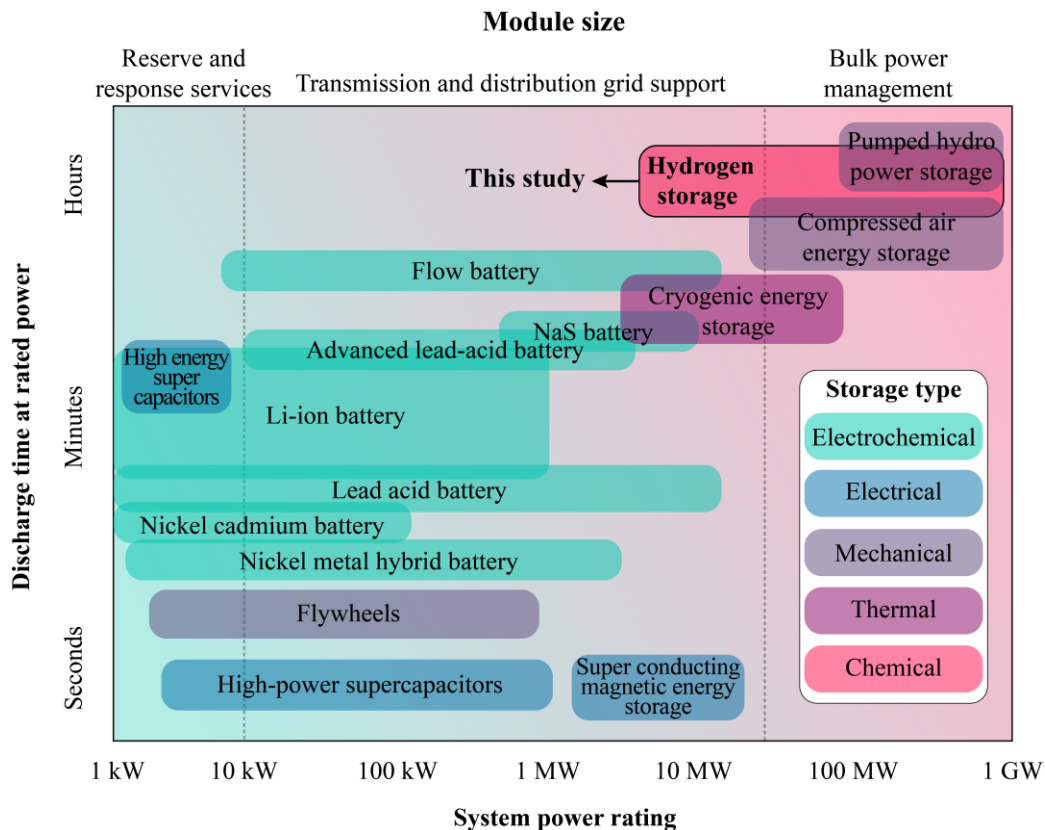 Module size
Reserve and
response services
Transmission and distribution grid support
Bulk power
management
Discharge time at rated power
Hours
Minutes
Seconds
Pumped hydro
power storage
This study
Hydrogen
storage
Compressed air
energy storage
Flow battery
Cryogenic energy
storage
NaS battery
Advanced lead-acid battery
High energy
super
capacitors
Li-ion battery
Lead acid battery
Nickel cadmium battery
Nickel metal hybrid battery
Flywheels
High-power supercapacitors
Super conducting
magnetic energy
storage
Storage type
Electrochemical
Electrical
Mechanical
Thermal
Chemical
1 kW
10 kW
100 kW
1 MW
10 MW
100 MW
1 GW
System power rating